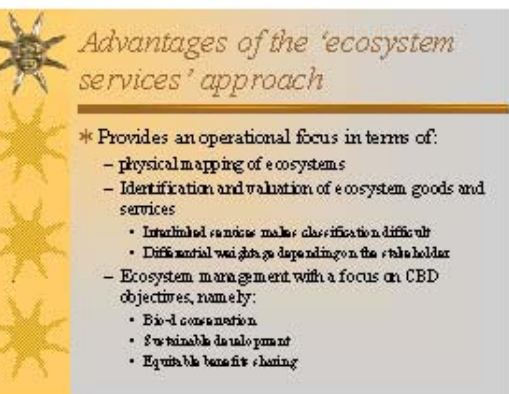 Advantages of the 'ecosystem
services' approach
* Provides an operational focus in terms of:
– physical mapping of ecosystems
– Identification and valuation of ecosystem goods and
services
• Interlinked services makes classification difficult
• Differential weightage depending on the stakeholder
– Ecosystem management with a focus on CBD
objectives, namely:
• Bio-d conservation
• Sustainable development
• Equitable benefits sharing